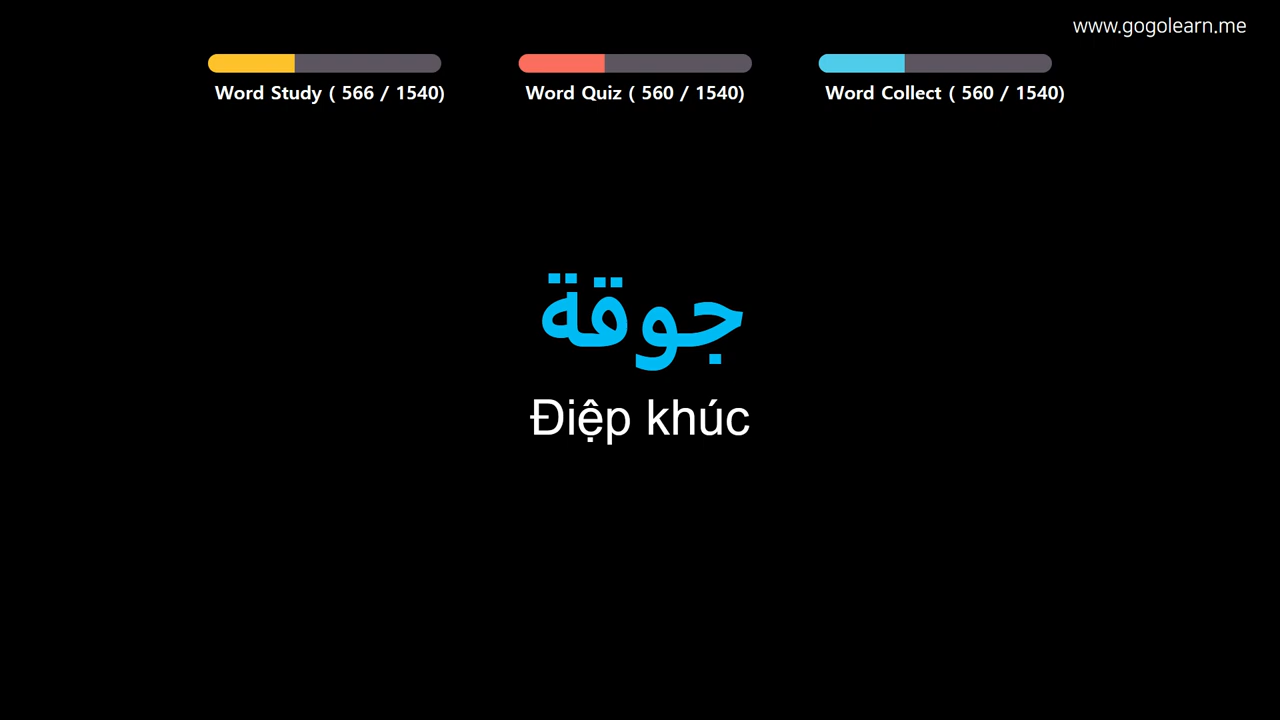 www.gogolearn.me
Word Study ( 566 / 1540)
Word Quiz ( 560 / 1540)
Word Collect ( 560 / 1540)
جوقة
Điệp khúc